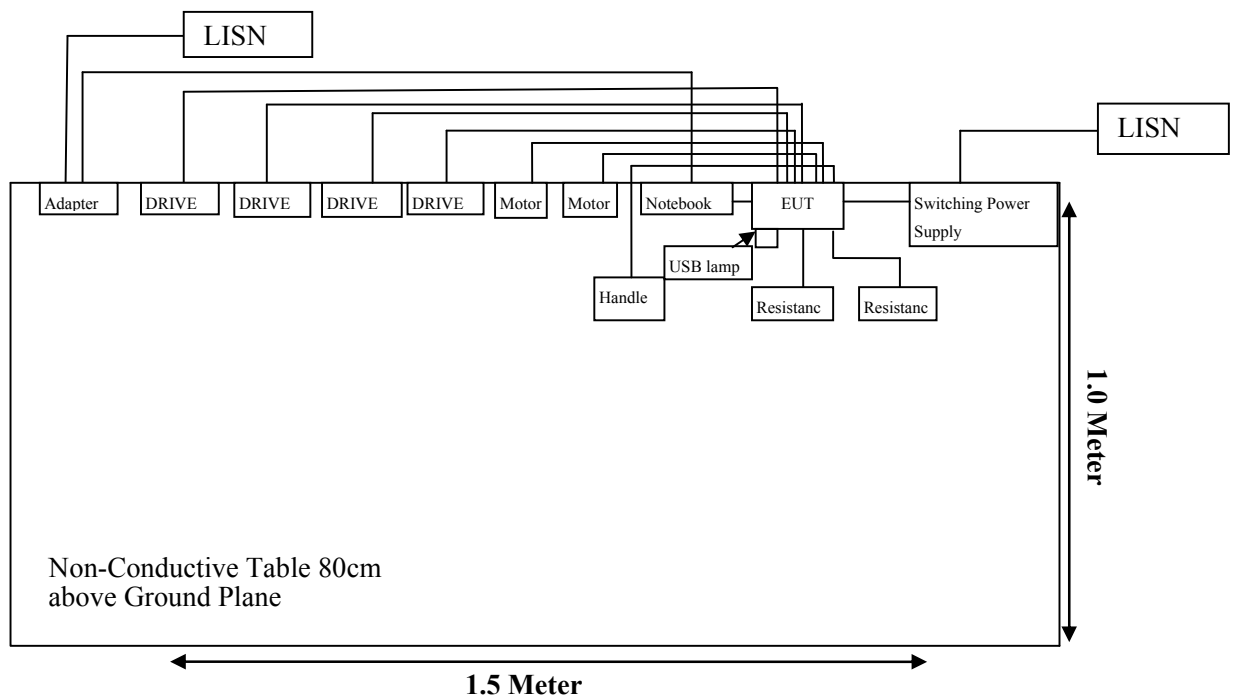 LISN
LISN
Adapter
DRIVE
DRIVE
DRIVE
DRIVE
Motor
Motor
Notebook
EUT
Switching Power
Supply
USB lamp
Handle
Resistanc
Resistanc
1.0 Meter
Non-Conductive Table 80cm
above Ground Plane
1.5 Meter